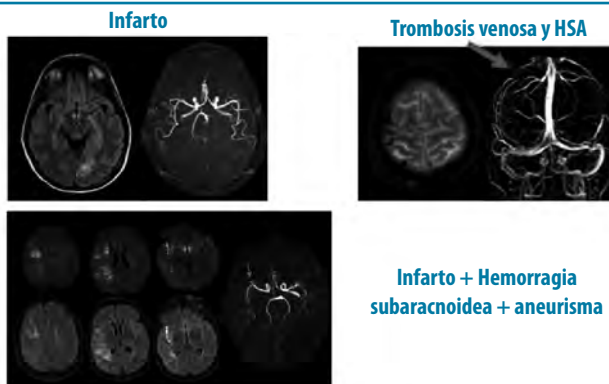 Infarto
Trombosis venosa y HSA
Infarto + Hemorragia
subaracnoidea + aneurisma